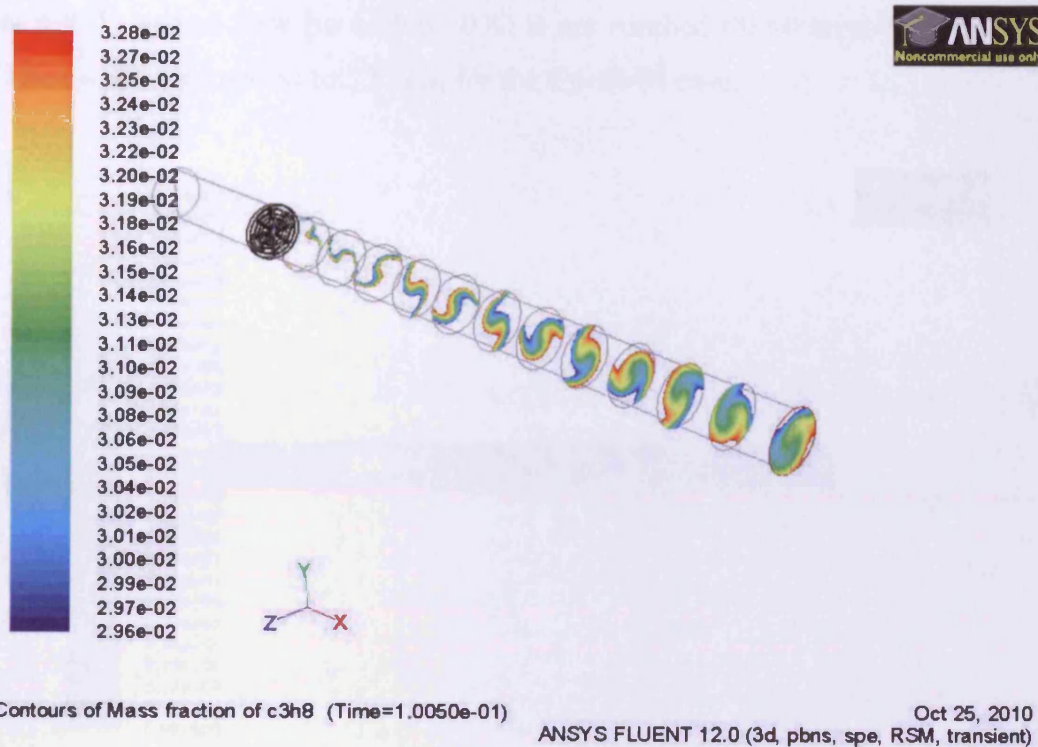 ANSYS
Noncommercial use only
3.28e-02
3.27e-02
3.25e-02
3.24e-02
3.23e-02
3.22e-02
3.20e-02
3.19e-02
3.18e-02
3.16e-02
3.15e-02
3.14e-02
3.13e-02
3.11e-02
3.10e-02
3.09e-02
3.08e-02
3.06e-02
3.05e-02
3.04e-02
3.02e-02
3.01e-02
3.00e-02
2.99e-02
2.97e-02
2.96e-02
Y
Z X
Contours of Mass fraction of c3h8 (Time=1.0050e-01)
Oct 25, 2010
ANSYS FLUENT 12.0 (3d, pbns, spe, RSM, transient)